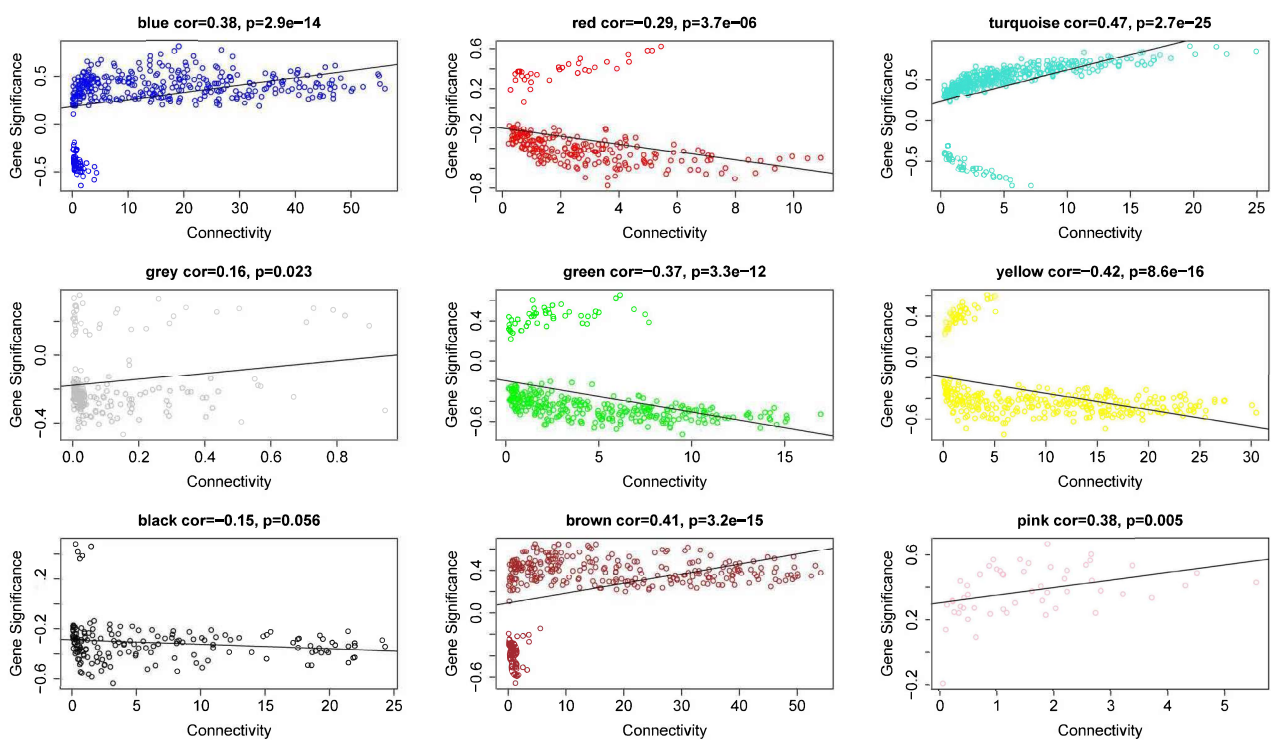 blue cor=0.38, p=2.9e−14
red cor=−0.29, p=3.7e−06
turquoise cor=0.47, p=2.7e−25
Gene Significance
0.5
0.0
−0.5
0 10 20 30 40 50
Connectivity
Gene Significance
0.6
0.2
−0.2
−0.8
0 2 4 6 8 10
Connectivity
Gene Significance
0.5
0.0
−0.5
0 5 10 15 20 25
Connectivity
grey cor=0.16, p=0.023
green cor=−0.37, p=3.3e−12
yellow cor=−0.42, p=8.6e−16
Gene Significance
0.0
−0.4
0.0 0.2 0.4 0.6 0.8
Connectivity
Gene Significance
0.4
0.0
−0.6
0 5 10 15
Connectivity
Gene Significance
0.4
0.0
−0.6
0 5 10 15 20 25 30
Connectivity
black cor=−0.15, p=0.056
brown cor=0.41, p=3.2e−15
pink cor=0.38, p=0.005
Gene Significance
.2
−0.2
−0.6
0 5 10 15 20 25
Connectivity
Gene Significance
0.4
0.0
−0.6
0 10 20 30 40 50
Connectivity
Gene Significance
0.6
0.2
−0.2
0 1 2 3 4 5
Connectivity